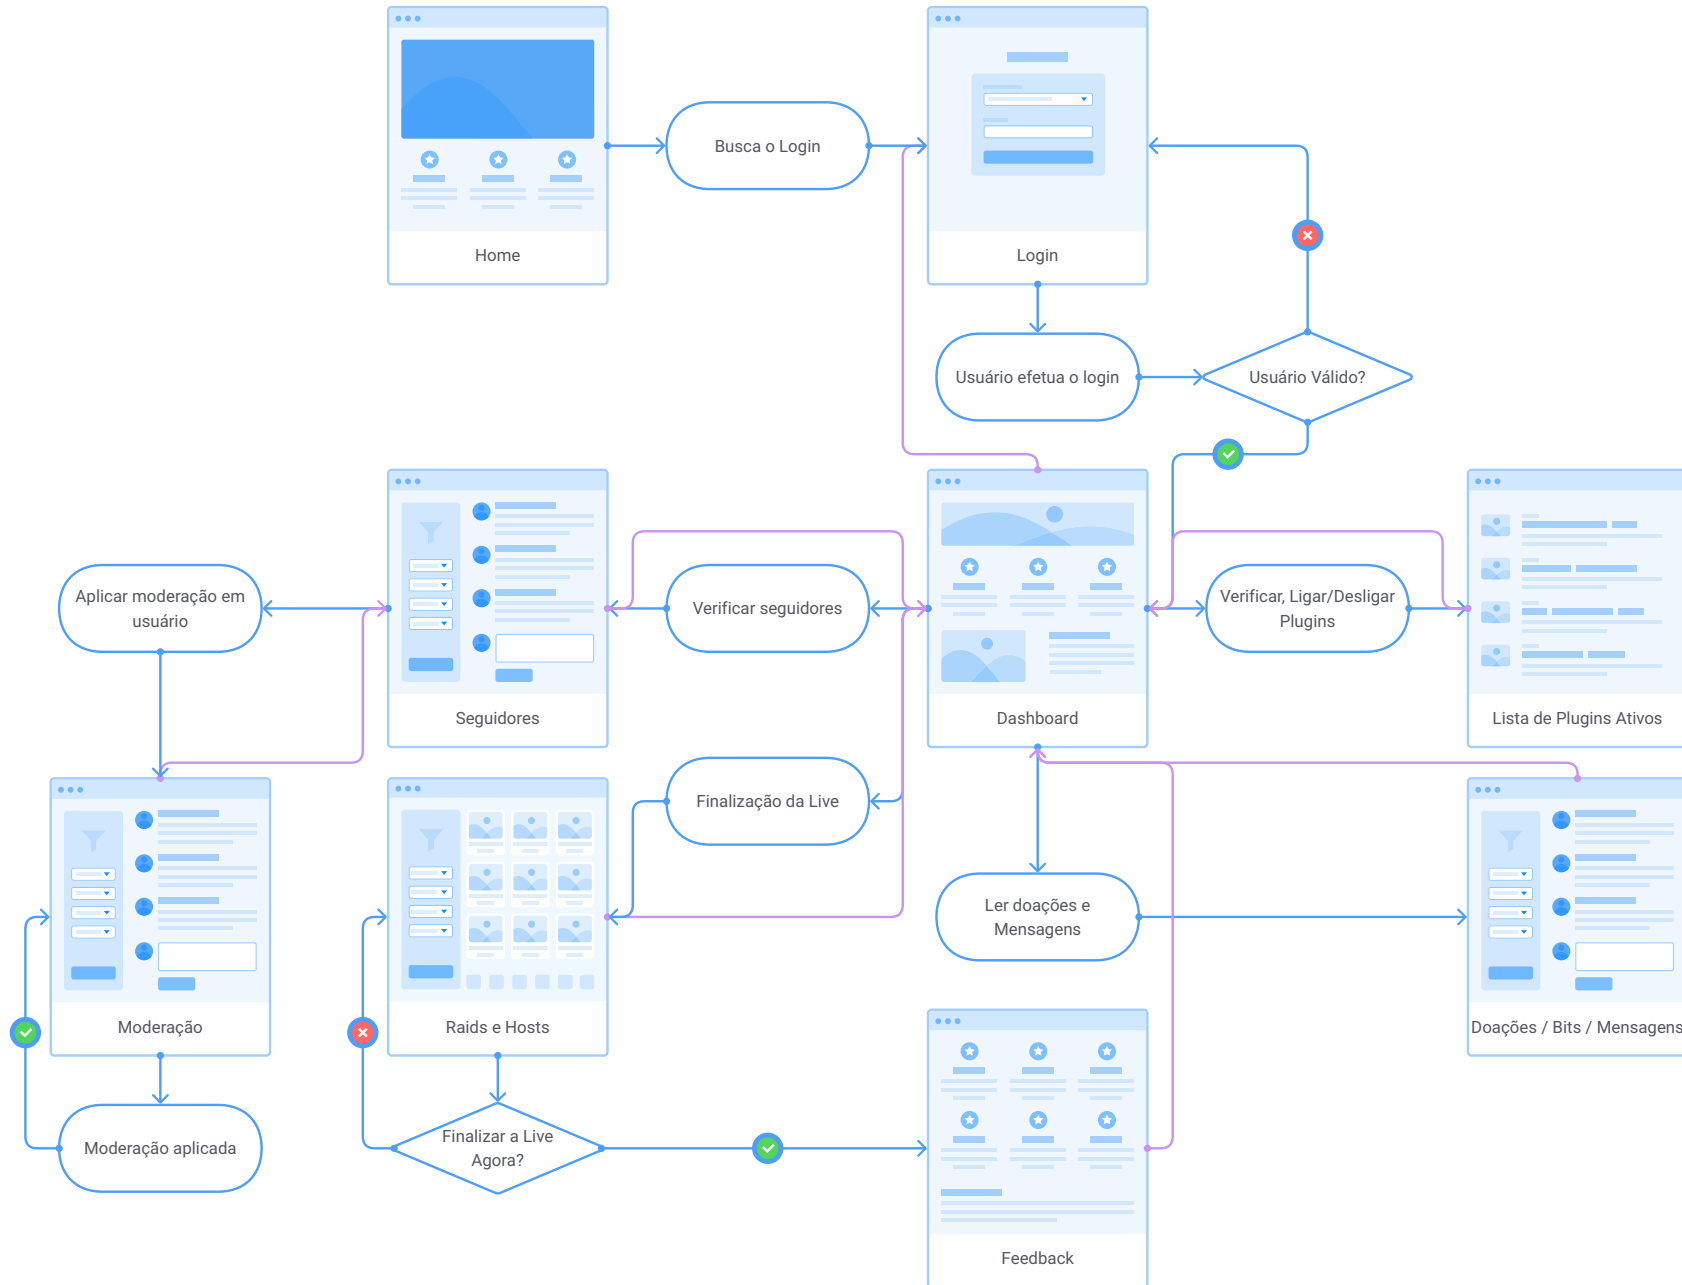 Busca o Login
Home
Login
Usuário efetua o login
Usuário Válido?
Aplicar moderação em
usuário
Verificar seguidores
Verificar, Ligar/Desligar
Plugins
Seguidores
Dashboard
Lista de Plugins Ativos
Finalização da Live
Ler doações e
Mensagens
Moderação
Raids e Hosts
Doações / Bits / Mensagens
Moderação aplicada
Finalizar a Live
Agora?
Feedback